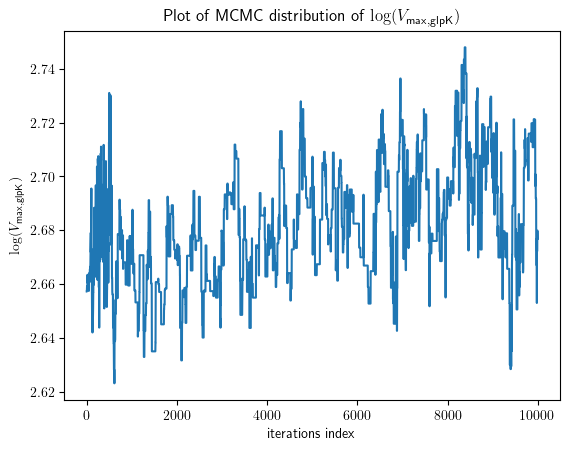 Plot of MCMC distribution of log(V_max,glpK)
log(V_max,glpK)
2.74
2.72
2.70
2.68
2.66
2.64
2.62
0 2000 4000 6000 8000 10000
iterations index